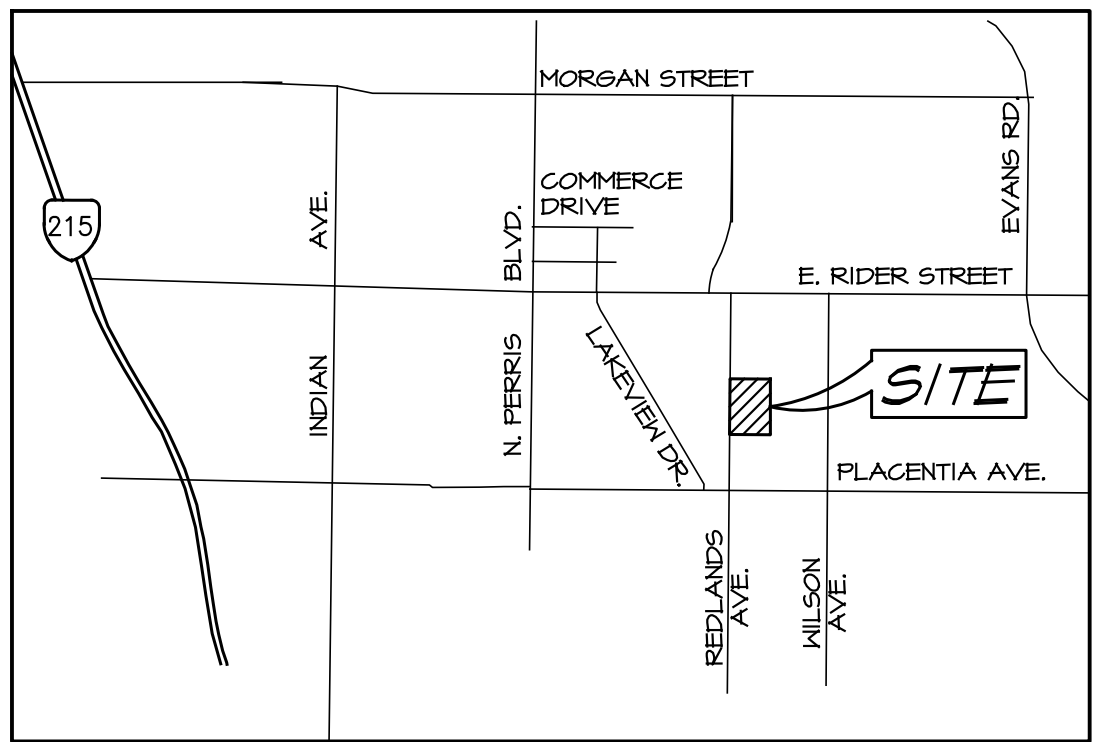 MORGAN STREET
EVANS RD.
COMMERCE
DRIVE
INDIAN AVE.
N. PERRIS BLVD.
215
E. RIDER STREET
LAKEVIEW DR.
SITE
PLACENTIA AVE.
REDLANDS
AVE.
WILSON
AVE.